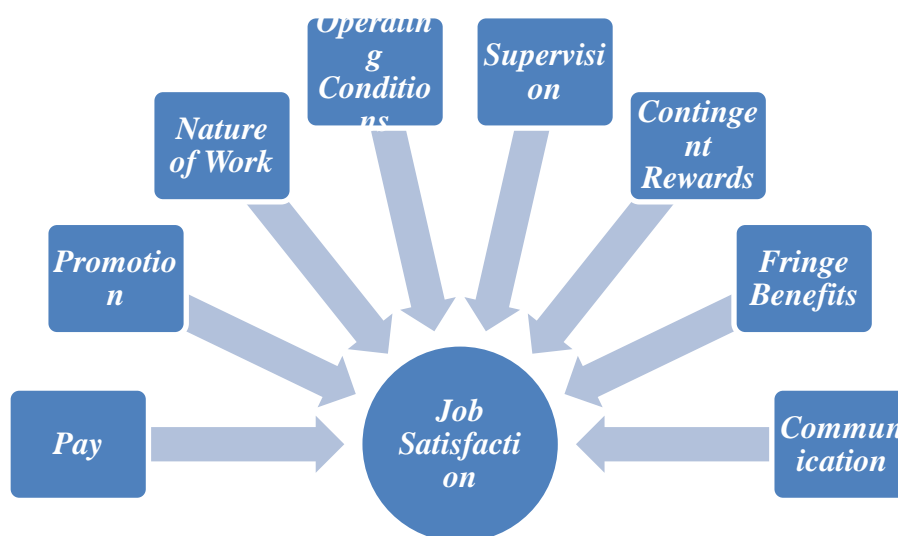 Operatin
g
Conditio
ns
Supervisi
on
Nature
of Work
Continge
nt
Rewards
Promotio
n
Fringe
Benefits
Pay
Job
Satisfacti
on
Commun
ication